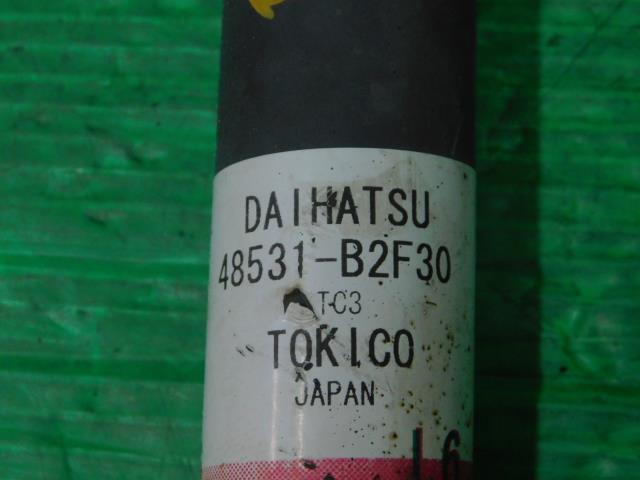 DAIHATSU
48531-B2F30
TC3
TOKICO
JAPAN